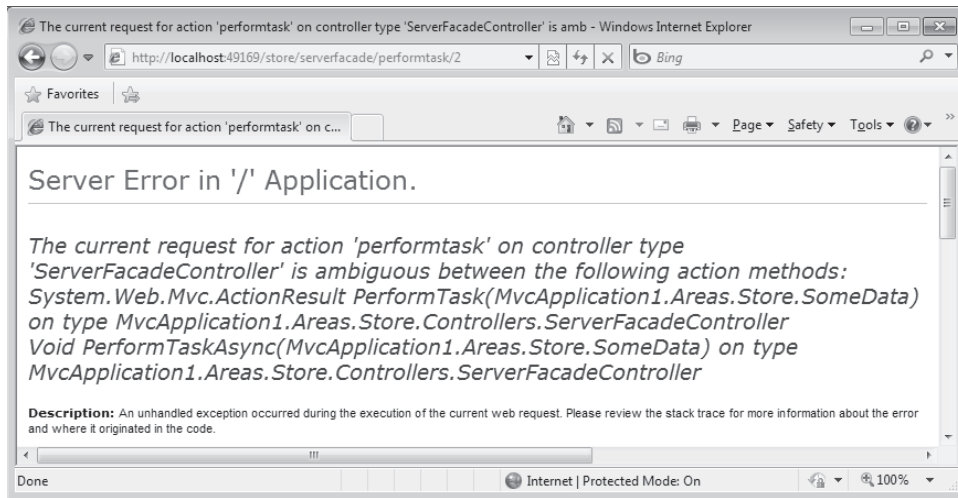 The current request for action 'performtask' on controller type 'ServerFacadeController' is amb - Windows Internet Explorer
http://localhost:49169/store/serverfacade/performtask/2
Bing
Favorites
The current request for action 'performtask' on c...
Page
Safety
Tools
Server Error in '/' Application.
The current request for action 'performtask' on controller type
'ServerFacadeController' is ambiguous between the following action methods:
System.Web.Mvc.ActionResult PerformTask(MvcApplication1.Areas.Store.SomeData)
on type MvcApplication1.Areas.Store.Controllers.ServerFacadeController
Void PerformTaskAsync(MvcApplication1.Areas.Store.SomeData) on type
MvcApplication1.Areas.Store.Controllers.ServerFacadeController
Description: An unhandled exception occurred during the execution of the current web request. Please review the stack trace for more information about the error
and where it originated in the code.
Done
Internet | Protected Mode: On
100%